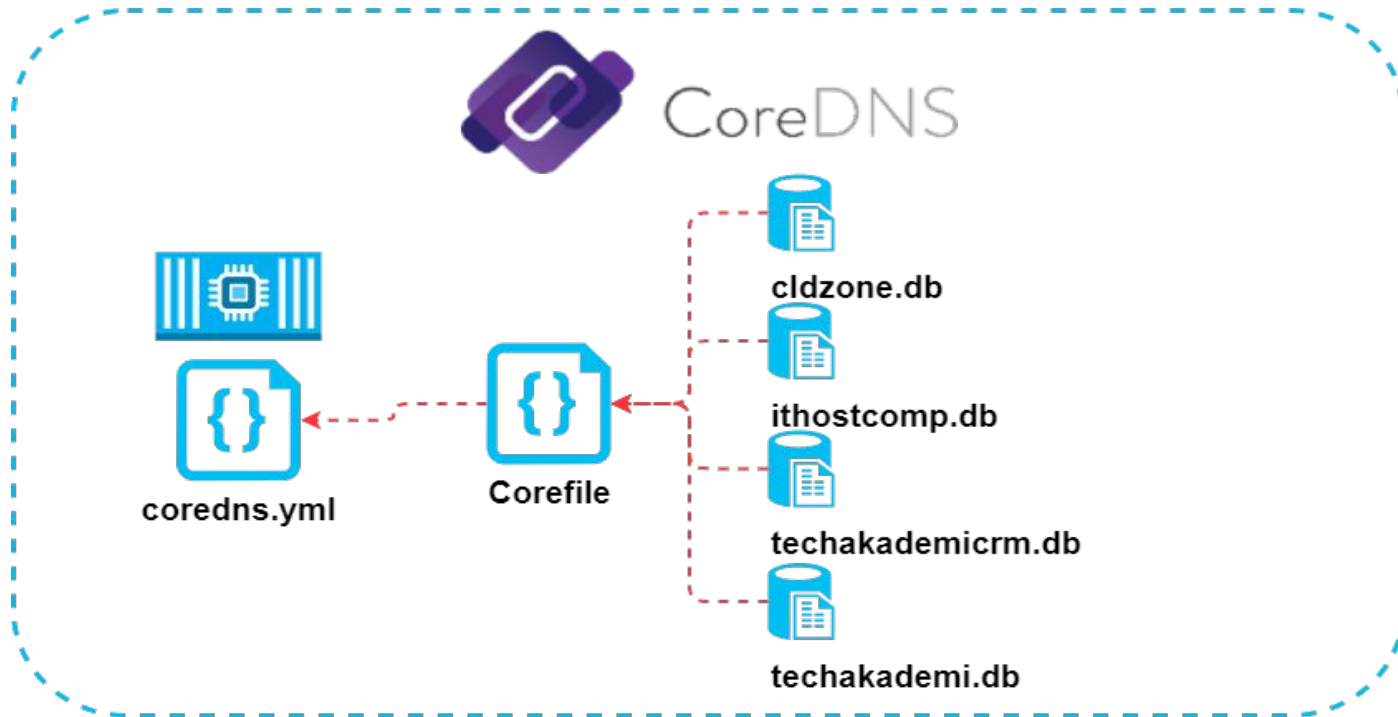 CoreDNS
cldzone.db
ithostcomp.db
coredns.yml
Corefile
techakademicrm.db
techakademi.db